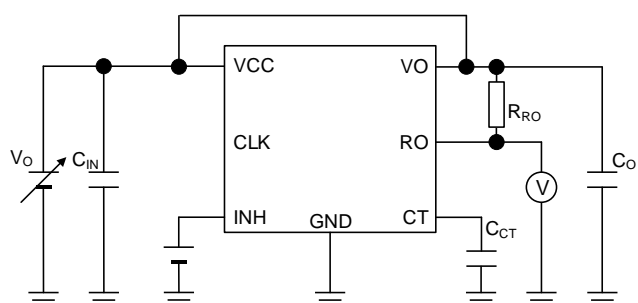 VCC
VO
R_RO
CLK
RO
V_O
C_IN
V
C_O
INH
GND
CT
C_CT